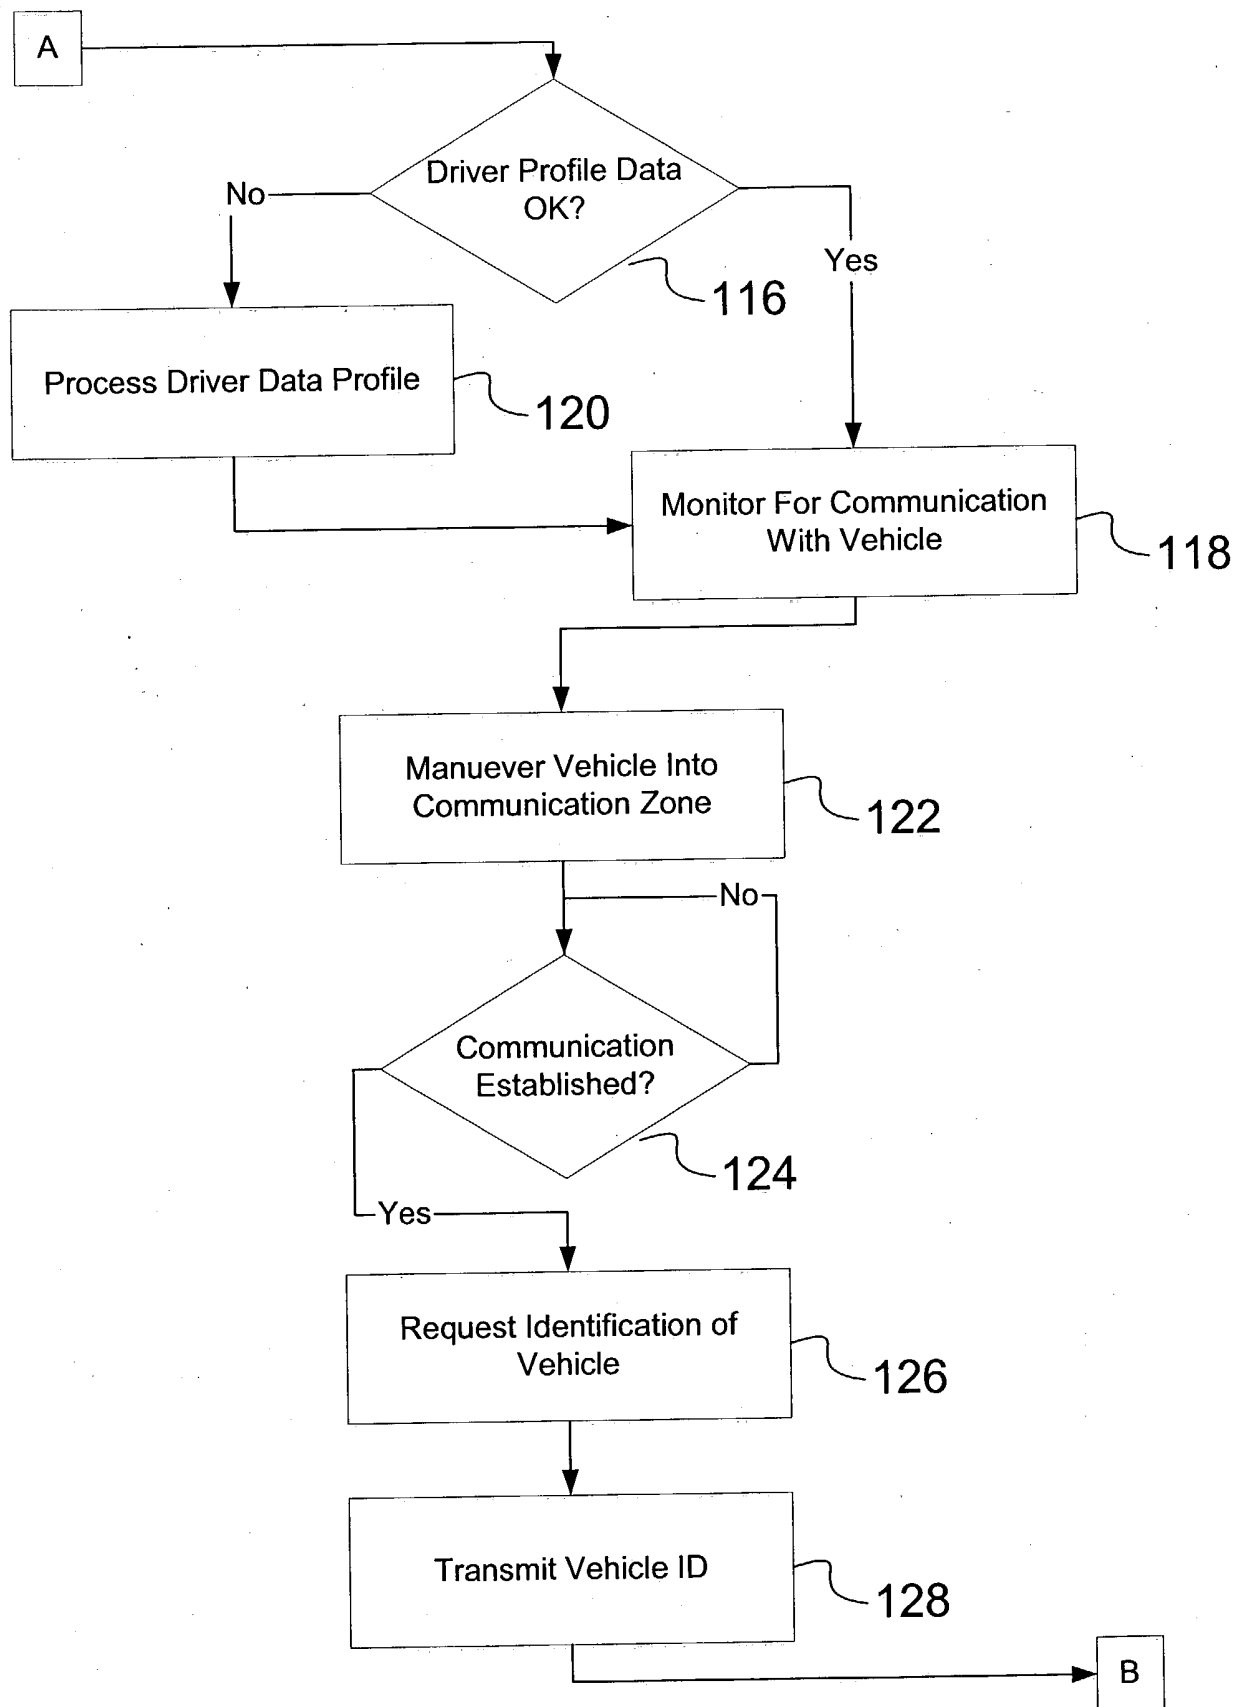 A
Driver Profile Data
OK?
No
Yes
116
Process Driver Data Profile
120
Monitor For Communication
With Vehicle
118
Manuever Vehicle Into
Communication Zone
122
No
Communication
Established?
124
Yes
Request Identification of
Vehicle
126
Transmit Vehicle ID
128
B